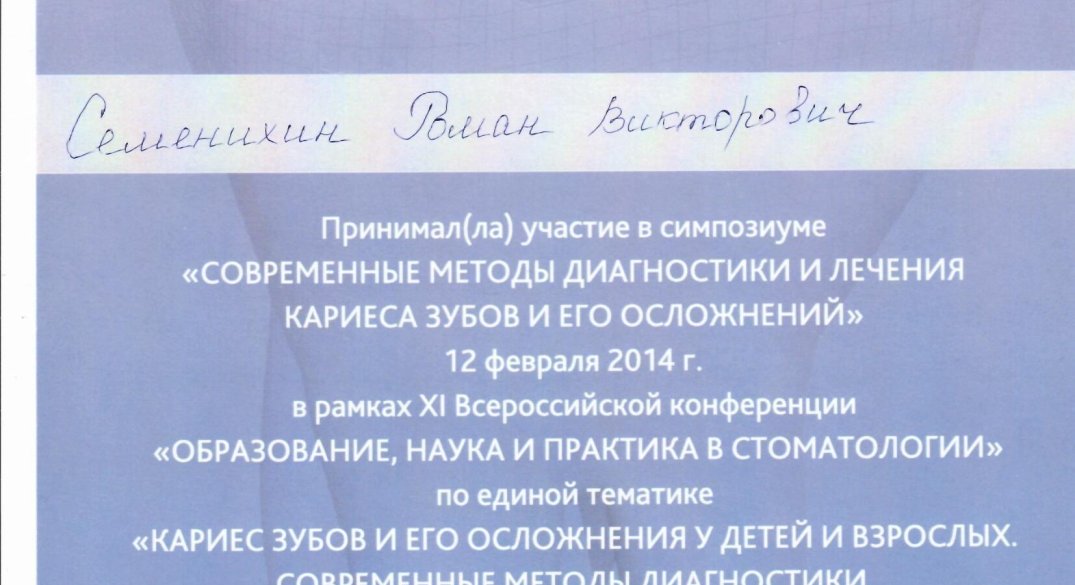 Семенихин Роман Викторович
Принимал(ла) участие в симпозиуме
«СОВРЕМЕННЫЕ МЕТОДЫ ДИАГНОСТИКИ И ЛЕЧЕНИЯ
КАРИЕСА ЗУБОВ И ЕГО ОСЛОЖНЕНИЙ»
12 февраля 2014 г.
в рамках XI Всероссийской конференции
«ОБРАЗОВАНИЕ, НАУКА И ПРАКТИКА В СТОМАТОЛОГИИ»
по единой тематике
«КАРИЕС ЗУБОВ И ЕГО ОСЛОЖНЕНИЯ У ДЕТЕЙ И ВЗРОСЛЫХ.
СОВРЕМЕННЫЕ МЕТОДЫ ДИАГНОСТИКИ